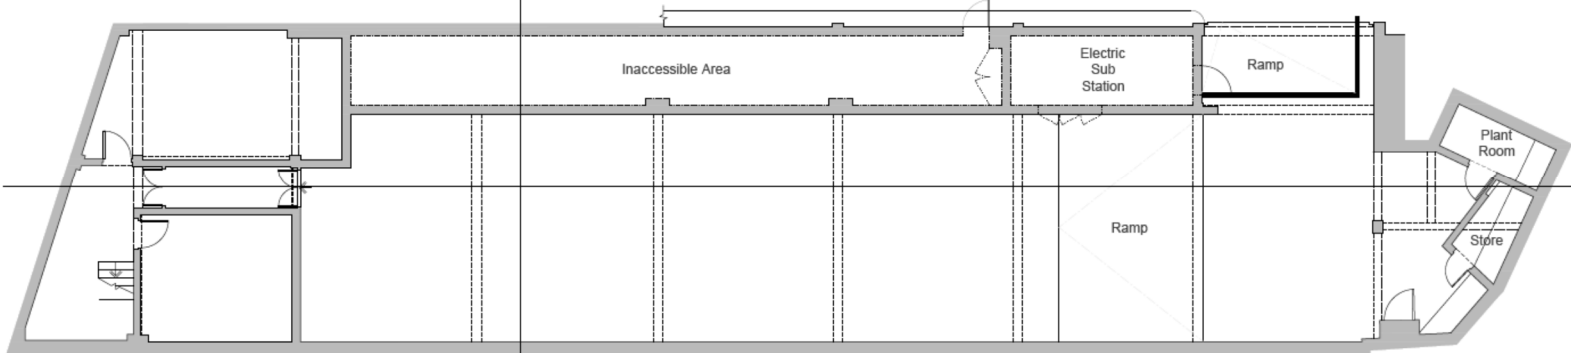 Inaccessible Area
Electric
Sub
Station
Ramp
Plant
Room
Ramp
Store